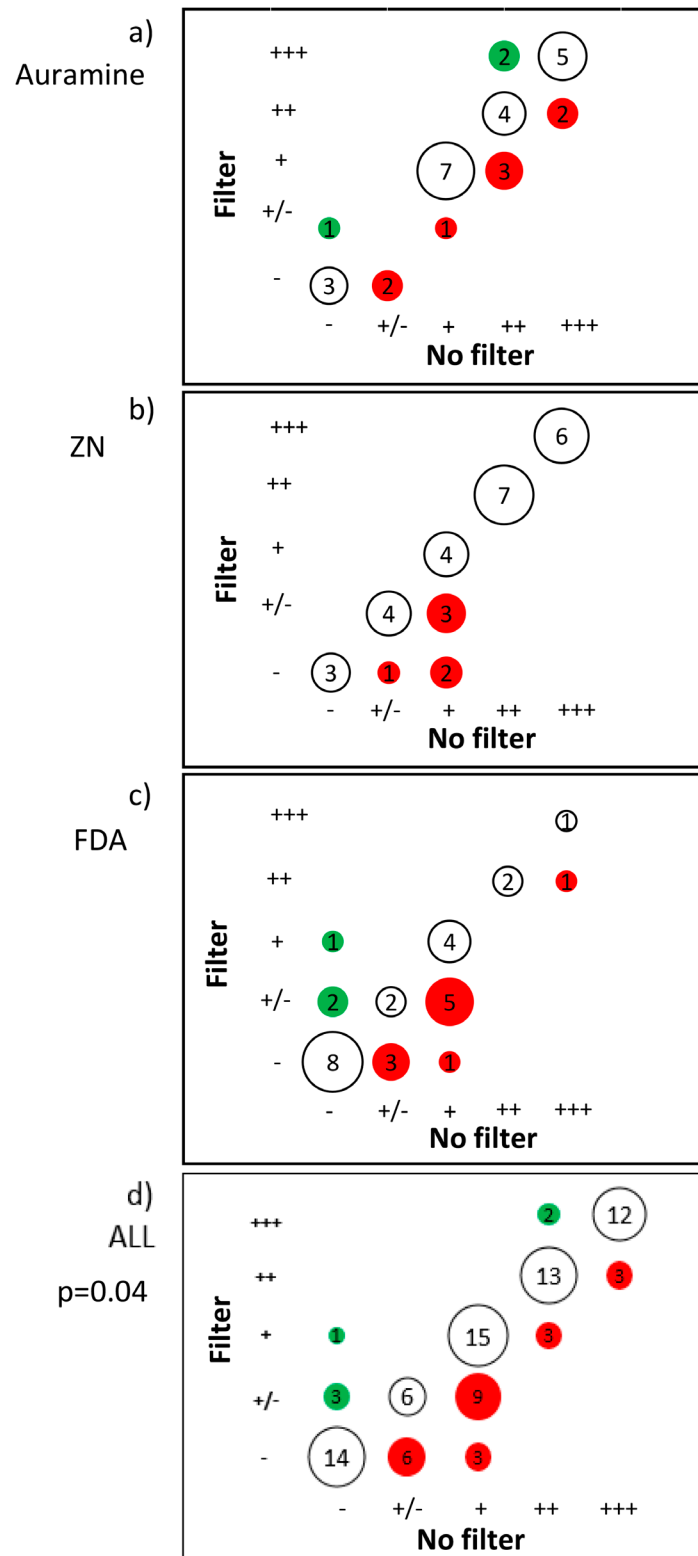 a)
Auramine
Filter
+++ 2 5
++ 4 2
+ 7 3
+/- 1 1
- 3 2
- +/- + ++ +++
No filter
b)
ZN
Filter
+++ 6
++ 7
+ 4
+/- 4 3
- 3 1 2
- +/- + ++ +++
No filter
c)
FDA
Filter
+++ 1
++ 2 1
+ 1 4
+/- 2 2 5
- 8 3 1
- +/- + ++ +++
No filter
d)
ALL
p=0.04
Filter
+++ 2 12
++ 13 3
+ 1 15 3
+/- 3 6 9
- 14 6 3
- +/- + ++ +++
No filter